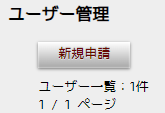 ユーザー管理
新規申請
ユーザー一覧：1件
1 / 1 ページ